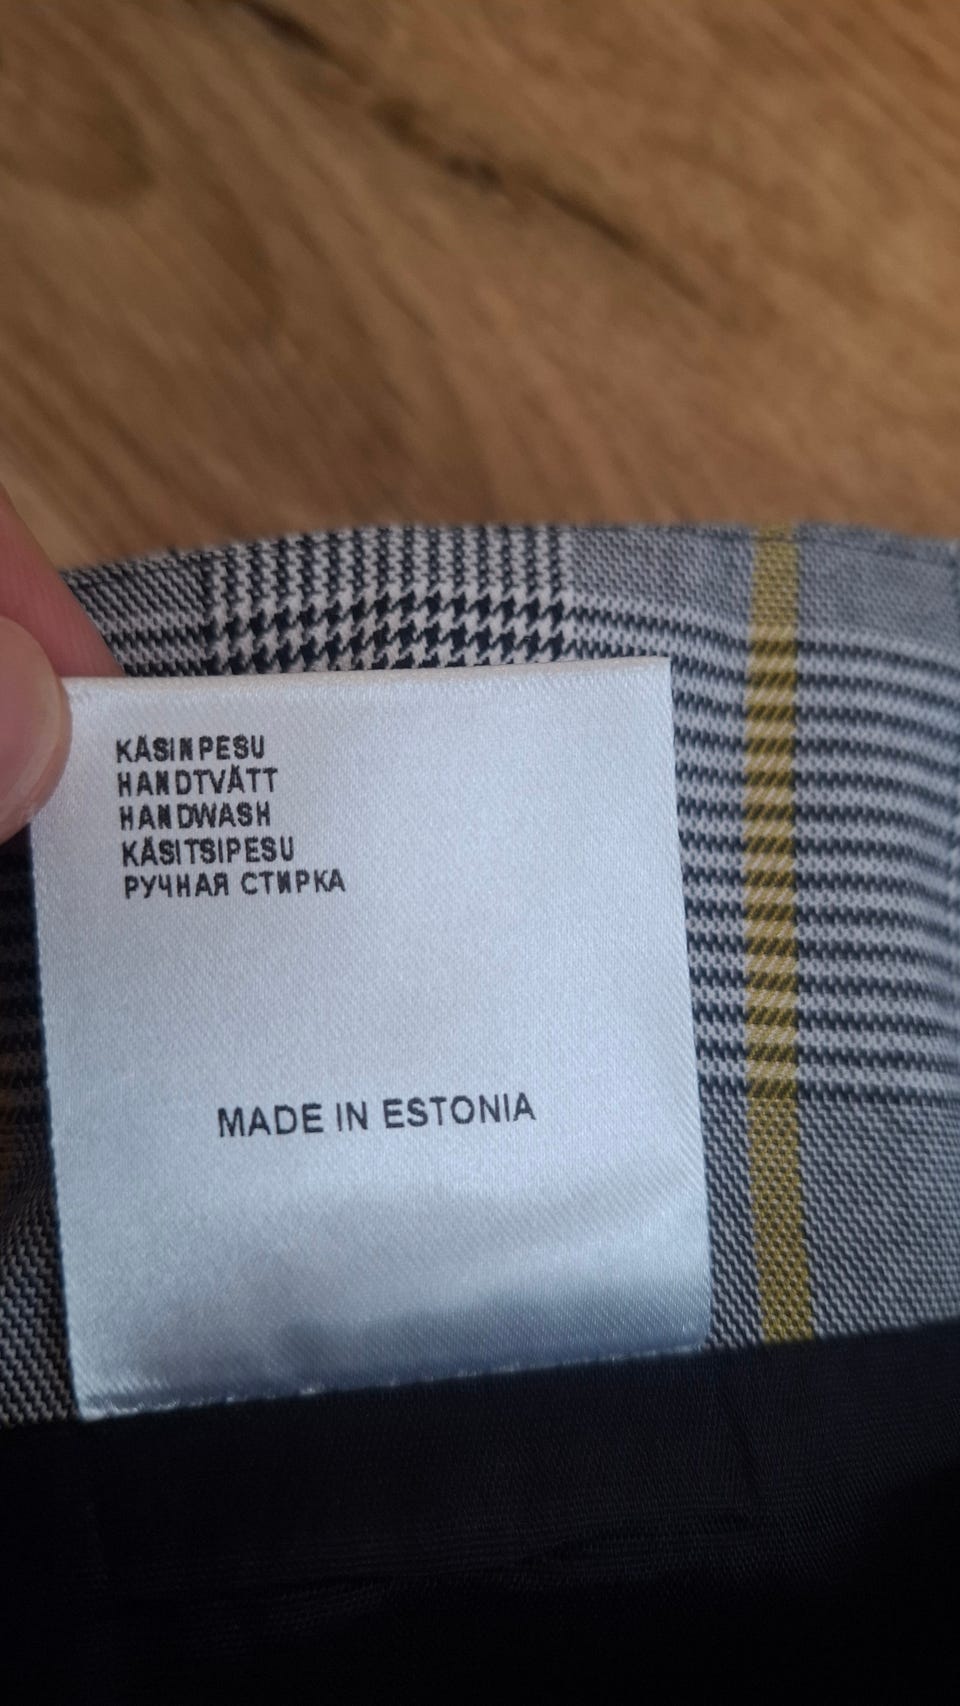 KÄSINPESU
HANDTVÄTT
HANDWASH
KÄSITSIPESU
РУЧНАЯ СТИРКА
MADE IN ESTONIA